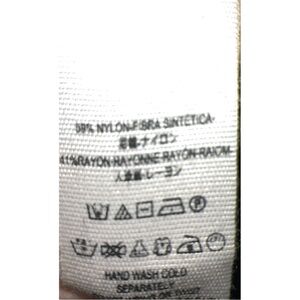 59% NYLON-FIBRA SINTETICA-
尼龍-ナイロン
41%RAYON-RAYONNE-RAYON-RAIOM-
人造絲-レーヨン
HAND WASH COLD
SEPARATELY